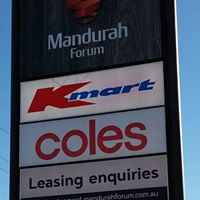 Mandurah
Forum
Kmart
coles
Leasing enquiries
mandurahforum.com.au